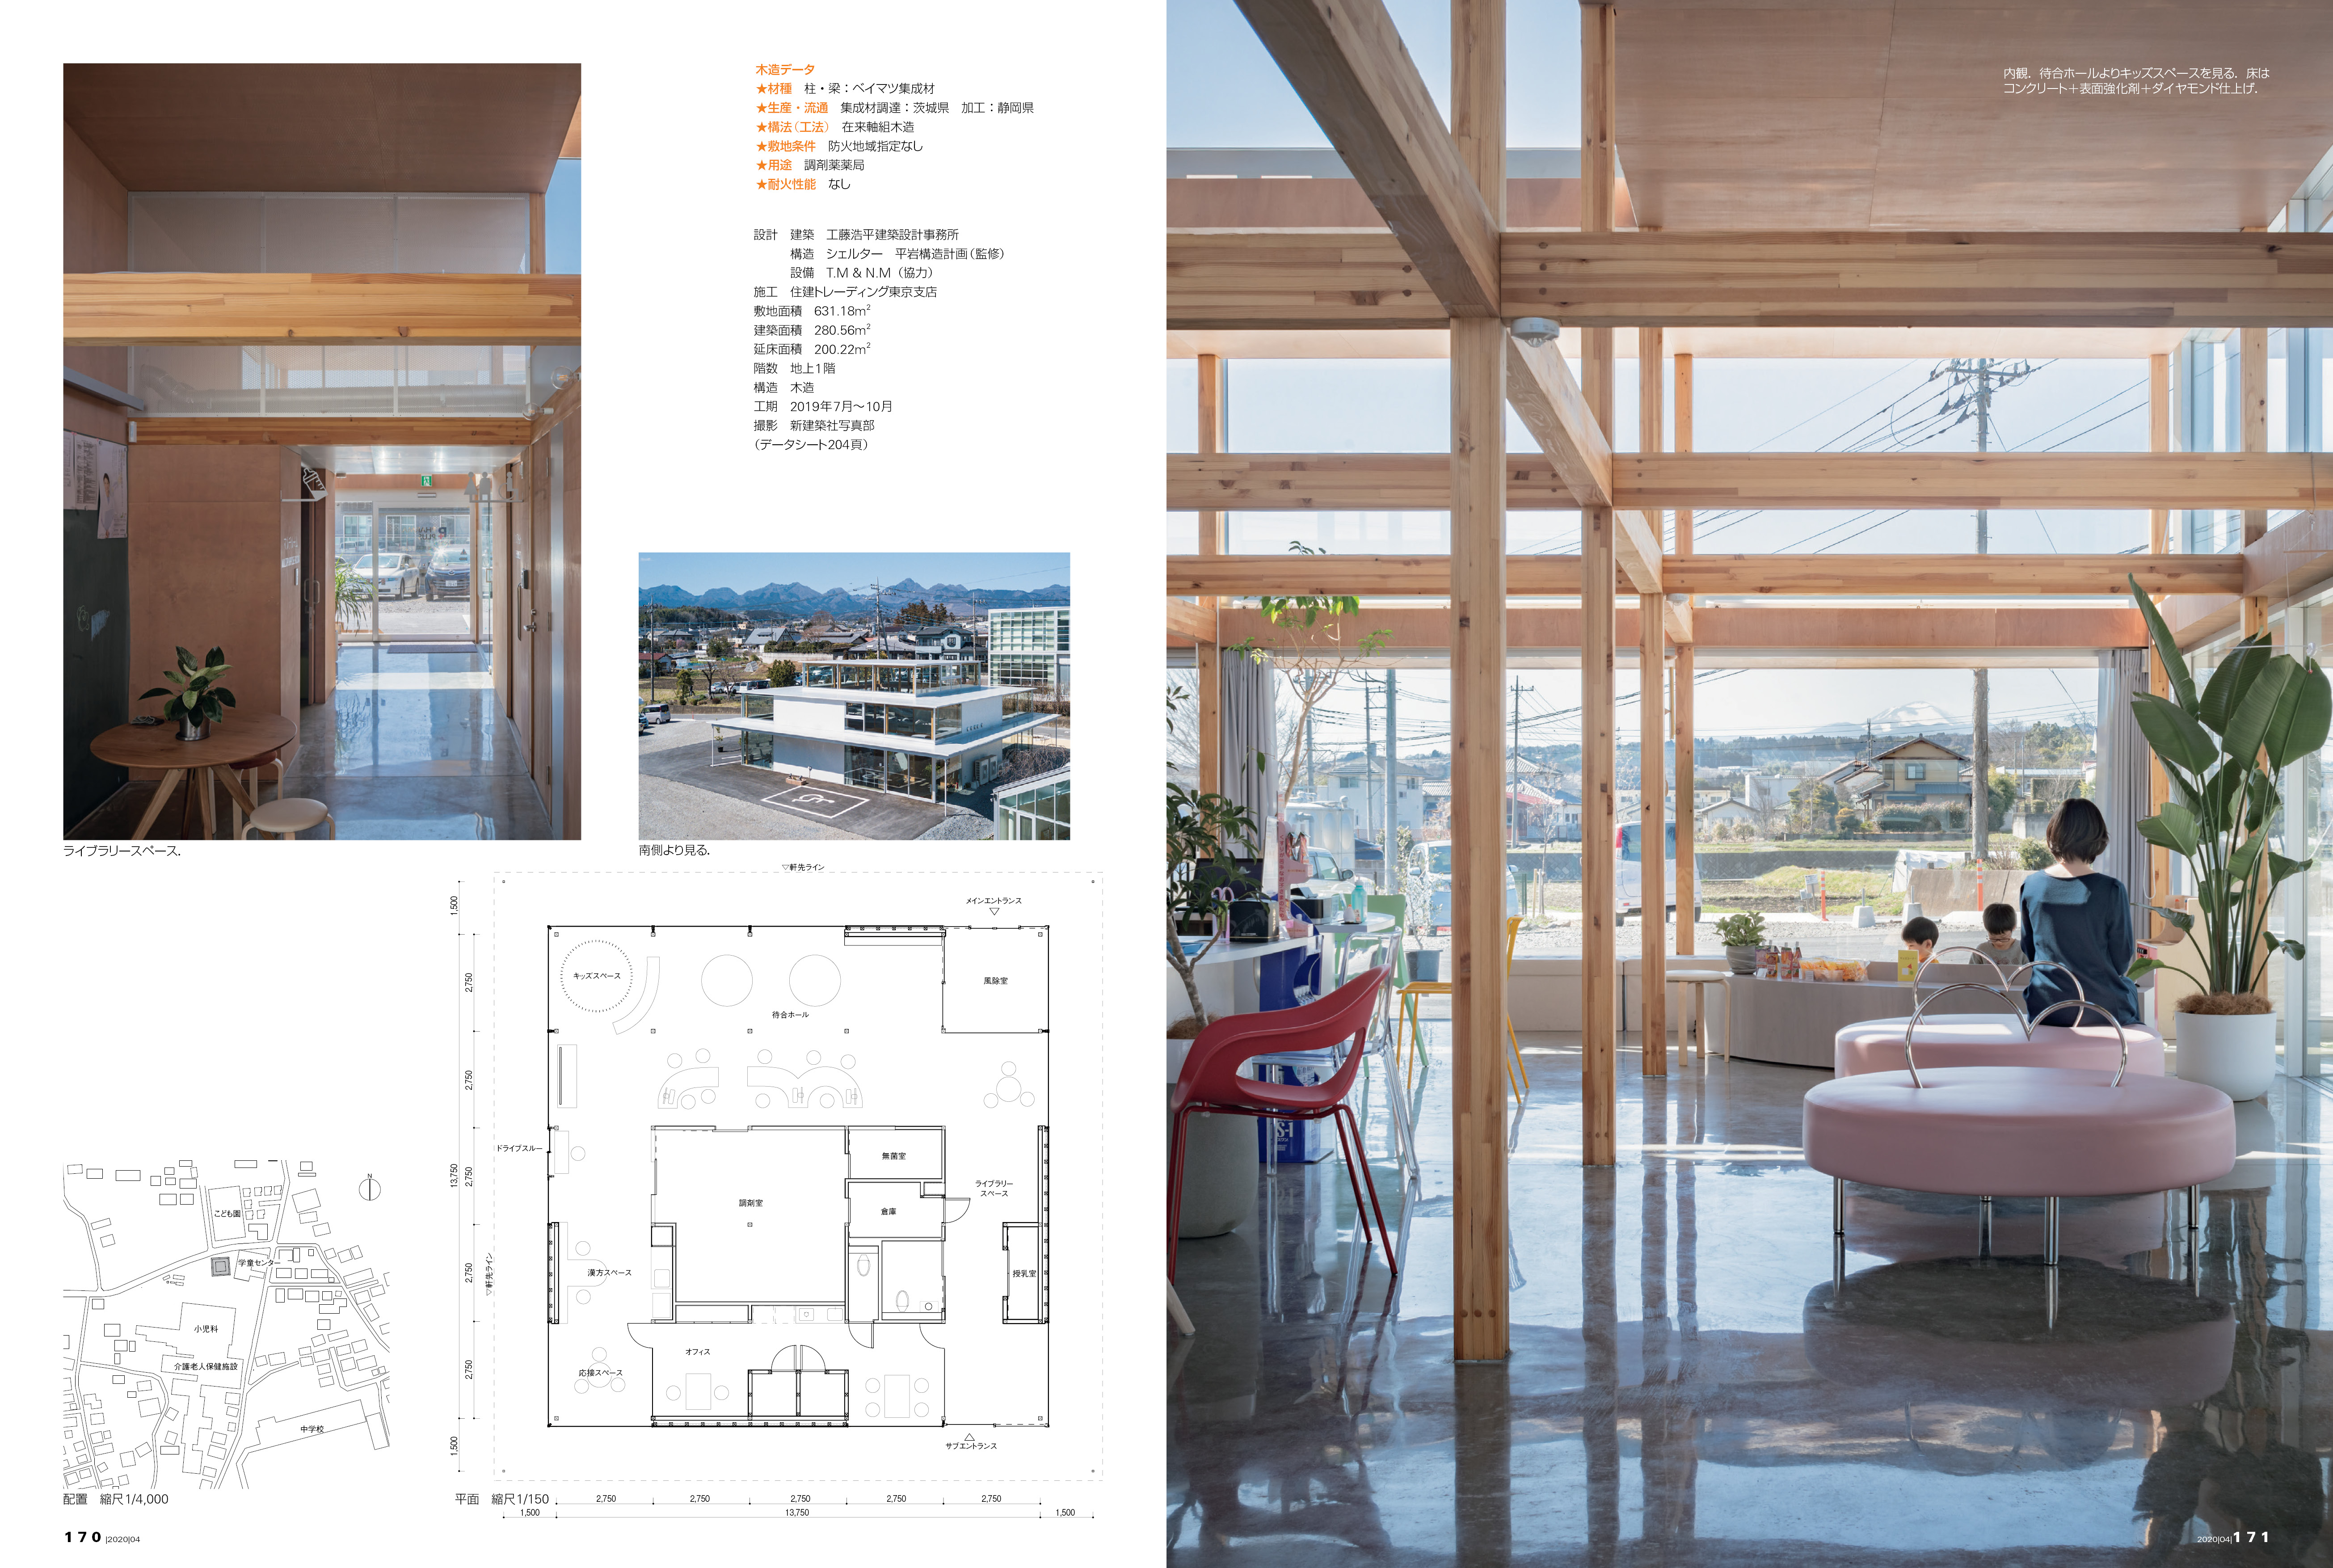 木造データ
★材種　柱・梁：ベイマツ集成材
★生産・流通　集成材調達：茨城県　加工：静岡県
★構法（工法）　在来軸組木造
★敷地条件　防火地域指定なし
★用途　調剤薬薬局
★耐火性能　なし
設計　建築　工藤浩平建築設計事務所
構造　シェルター　平岩構造計画（監修）
設備　T.M & N.M（協力）
施工　住建トレーディング東京支店
敷地面積　631.18m²
建築面積　280.56m²
延床面積　200.22m²
階数　地上1階
構造　木造
工期　2019年7月～10月
撮影　新建築社写真部
（データシート204頁）
ライブラリースペース．
南側より見る．
▽軒先ライン
メインエントランス
▽
1,500
2,750
2,750
2,750
2,750
2,750
13,750
1,500
▽軒先ライン
キッズスペース
待合ホール
風除室
ドライブスルー
調剤室
無菌室
倉庫
ライブラリー
スペース
漢方スペース
授乳室
オフィス
応接スペース
△
サブエントランス
平面　縮尺1/150
2,750
2,750
2,750
2,750
2,750
1,500
13,750
1,500
N
こども園
学童センター
小児科
介護老人保健施設
中学校
配置　縮尺1/4,000
170 |2020|04
内観．待合ホールよりキッズスペースを見る．床は
コンクリート＋表面強化剤＋ダイヤモンド仕上げ．
2020|04|171